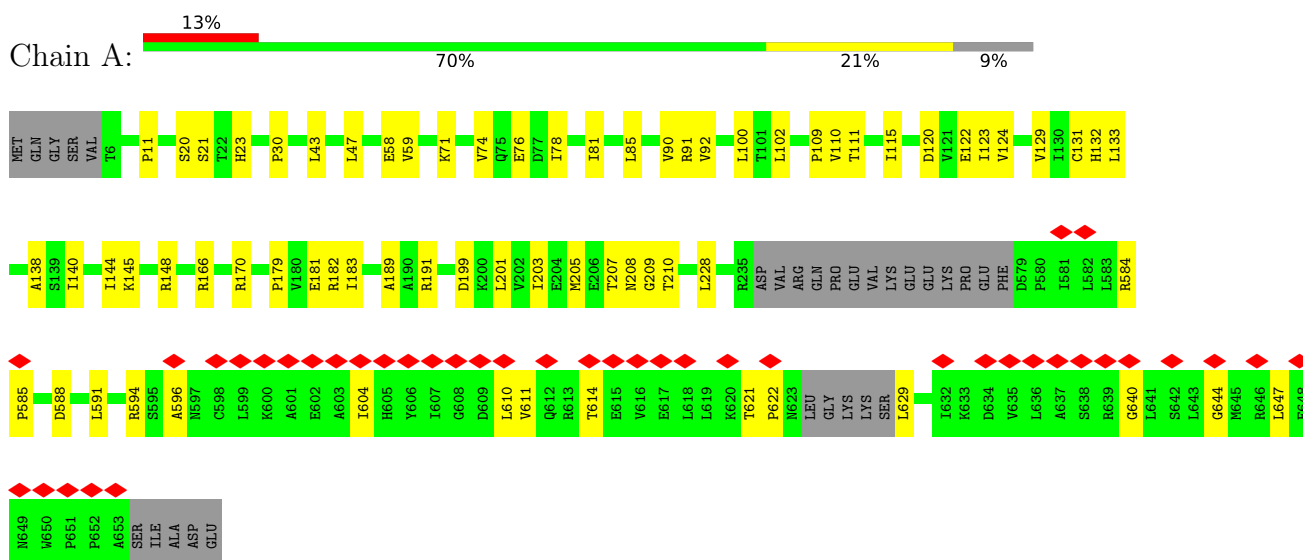 13%
Chain A:
70% 21% 9%
MET GLN GLY SER VAL T6 P11 S20 S21 T22 H23 P30 L43 L47 E58 V59 K71 V74 Q75 E76 D77 I78 I81 L85 V90 R91 V92 L100 T101 L102 P109 V110 T111 I115 D120 V121 E122 I123 V124 V129 I130 C131 H132 L133
A138 S139 I140 I144 K145 R148 R166 R170 P179 V180 E181 R182 I183 A189 A190 R191 D199 K200 L201 V202 I203 E204 M205 E206 T207 N208 G209 T210 L228 R235 ASP VAL ARG GLN PRO GLU VAL LYS GLU GLU LYS PRO GLU PHE D579 P580 I581 L582 L583 R584
P585 D588 L591 R594 S595 A596 N597 C598 L599 K600 A601 E602 A603 I604 H605 Y606 I607 G608 D609 L610 V611 Q612 R613 T614 E615 V616 E617 L618 L619 K620 T621 P622 N623 LEU GLY LYS LYS SER L629 I632 K633 D634 V635 L636 A637 S638 R639 G640 L641 S642 L643 G644 M645 R646 L647
N649 W650 P651 P652 A653 SER ILE ALA ASP GLU